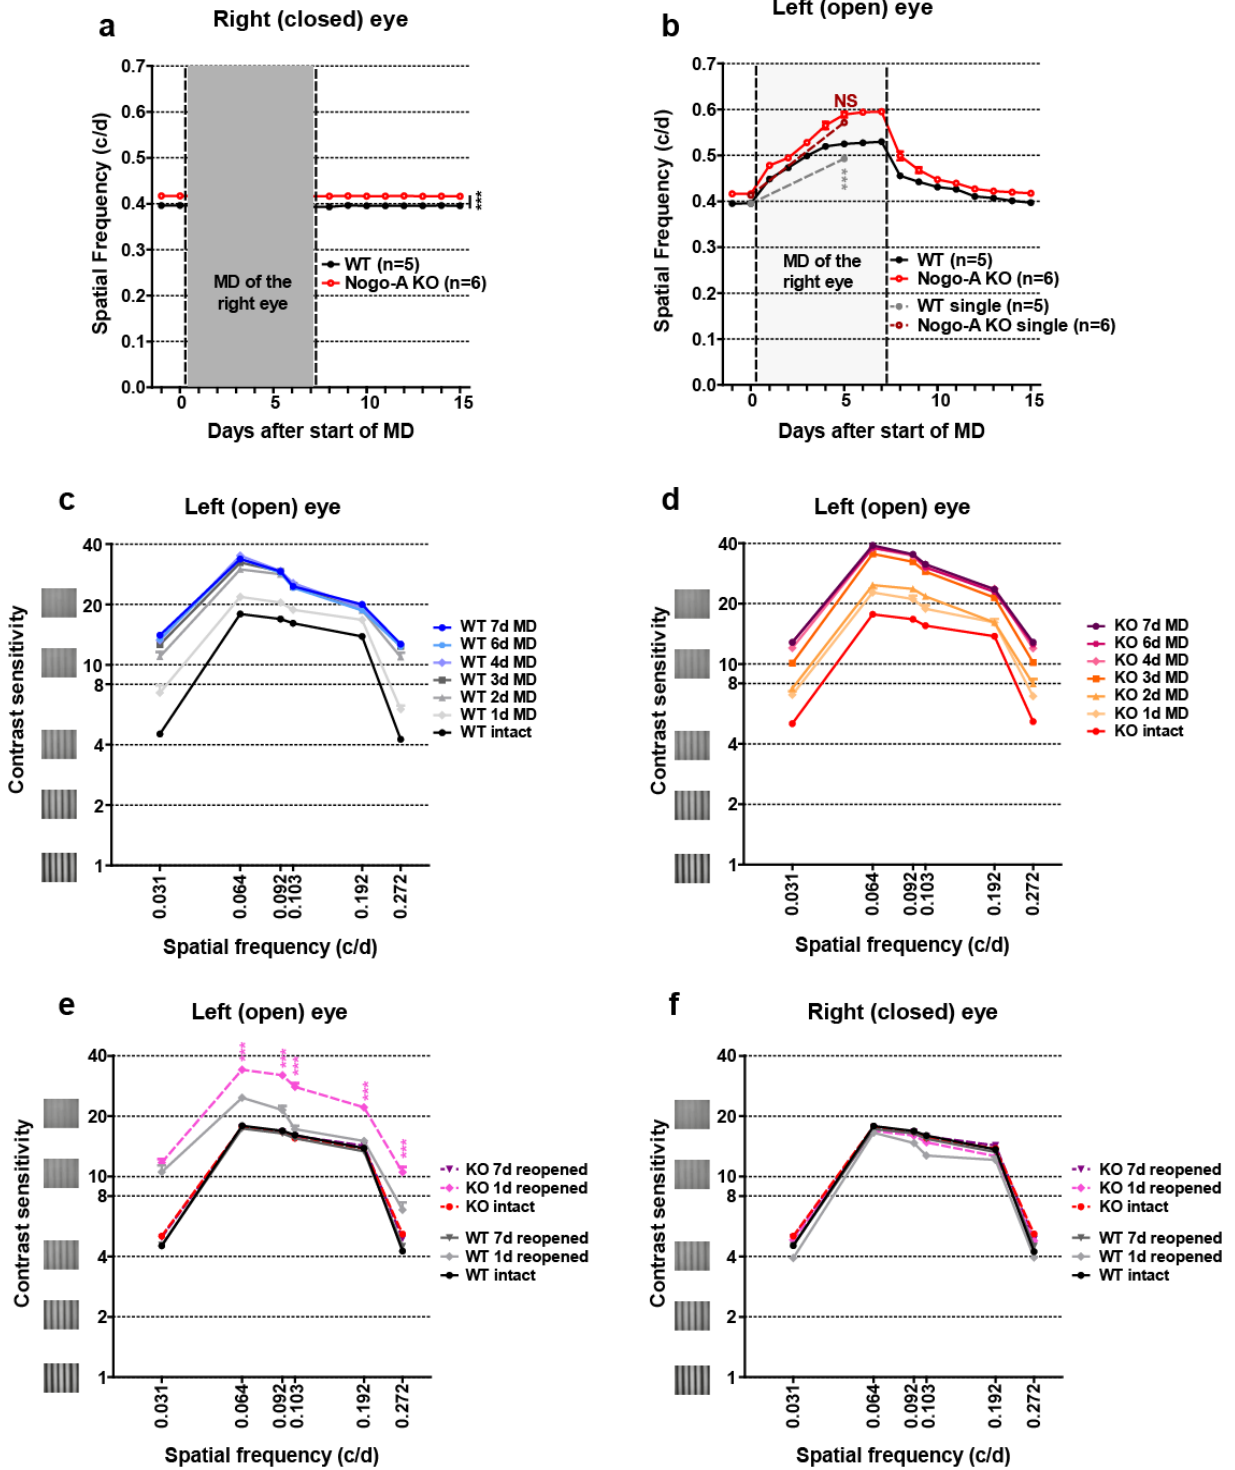 a
Right (closed) eye
Spatial Frequency (c/d)
0.7
0.6
0.5
0.4
0.3
0.2
0.1
0.0
MD of the
right eye
***
WT (n=5)
Nogo-A KO (n=6)
0
5
10
15
Days after start of MD
b
Left (open) eye
Spatial Frequency (c/d)
0.7
0.6
0.5
0.4
0.3
0.2
0.1
0.0
NS
***
MD of the
right eye
WT (n=5)
Nogo-A KO (n=6)
WT single (n=5)
Nogo-A KO single (n=6)
0
5
10
15
Days after start of MD
c
Left (open) eye
Contrast sensitivity
40
20
10
8
4
2
1
WT 7d MD
WT 6d MD
WT 4d MD
WT 3d MD
WT 2d MD
WT 1d MD
WT intact
0.031
0.064
0.092
0.103
0.192
0.272
Spatial frequency (c/d)
d
Left (open) eye
Contrast sensitivity
40
20
10
8
4
2
1
KO 7d MD
KO 6d MD
KO 4d MD
KO 3d MD
KO 2d MD
KO 1d MD
KO intact
0.031
0.064
0.092
0.103
0.192
0.272
Spatial frequency (c/d)
e
Left (open) eye
Contrast sensitivity
40
20
10
8
4
2
1
***
***
***
***
***
KO 7d reopened
KO 1d reopened
KO intact
WT 7d reopened
WT 1d reopened
WT intact
0.031
0.064
0.092
0.103
0.192
0.272
Spatial frequency (c/d)
f
Right (closed) eye
Contrast sensitivity
40
20
10
8
4
2
1
KO 7d reopened
KO 1d reopened
KO intact
WT 7d reopened
WT 1d reopened
WT intact
0.031
0.064
0.092
0.103
0.192
0.272
Spatial frequency (c/d)